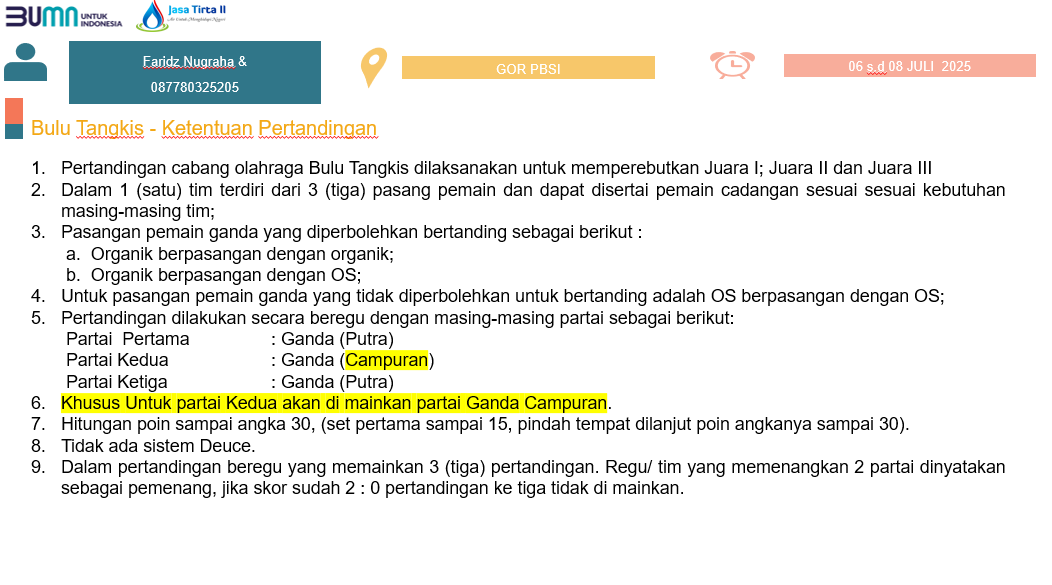 BUMN UNTUK INDONESIA
Jasa Tirta II
Faridz Nugraha &
087780325205
GOR PBSI
06 s.d 08 JULI  2025
Bulu Tangkis - Ketentuan Pertandingan
1. Pertandingan cabang olahraga Bulu Tangkis dilaksanakan untuk memperebutkan Juara I; Juara II dan Juara III
2. Dalam 1 (satu) tim terdiri dari 3 (tiga) pasang pemain dan dapat disertai pemain cadangan sesuai sesuai kebutuhan
masing-masing tim;
3. Pasangan pemain ganda yang diperbolehkan bertanding sebagai berikut :
a. Organik berpasangan dengan organik;
b. Organik berpasangan dengan OS;
4. Untuk pasangan pemain ganda yang tidak diperbolehkan untuk bertanding adalah OS berpasangan dengan OS;
5. Pertandingan dilakukan secara beregu dengan masing-masing partai sebagai berikut:
Partai  Pertama : Ganda (Putra)
Partai Kedua : Ganda (Campuran)
Partai Ketiga : Ganda (Putra)
6. Khusus Untuk partai Kedua akan di mainkan partai Ganda Campuran.
7. Hitungan poin sampai angka 30, (set pertama sampai 15, pindah tempat dilanjut poin angkanya sampai 30).
8. Tidak ada sistem Deuce.
9. Dalam pertandingan beregu yang memainkan 3 (tiga) pertandingan. Regu/ tim yang memenangkan 2 partai dinyatakan
sebagai pemenang, jika skor sudah 2 : 0 pertandingan ke tiga tidak di mainkan.